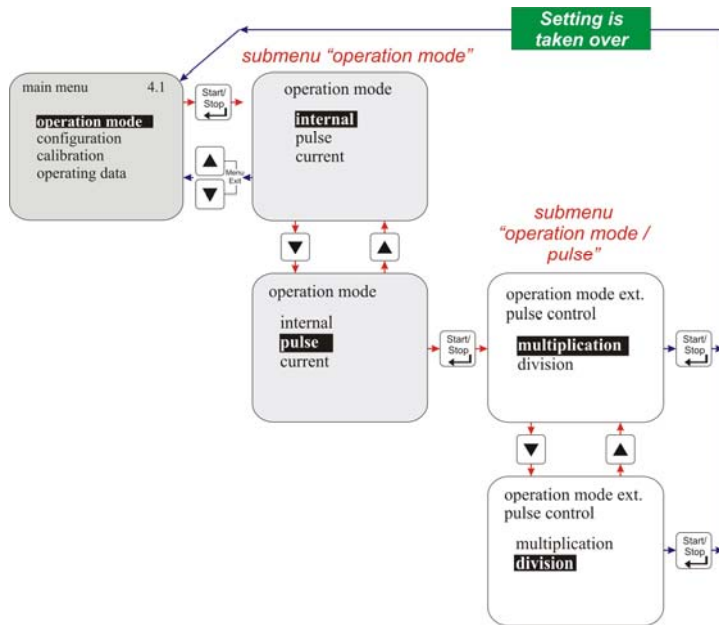 Setting is
taken over
submenu "operation mode"
main menu 4.1
operation mode
configuration
calibration
operating data
Start/
Stop
Menu
Exit
operation mode
internal
pulse
current
submenu
"operation mode /
pulse"
operation mode
internal
pulse
current
Start/
Stop
operation mode ext.
pulse control
multiplication
division
Start/
Stop
operation mode ext.
pulse control
multiplication
division
Start/
Stop